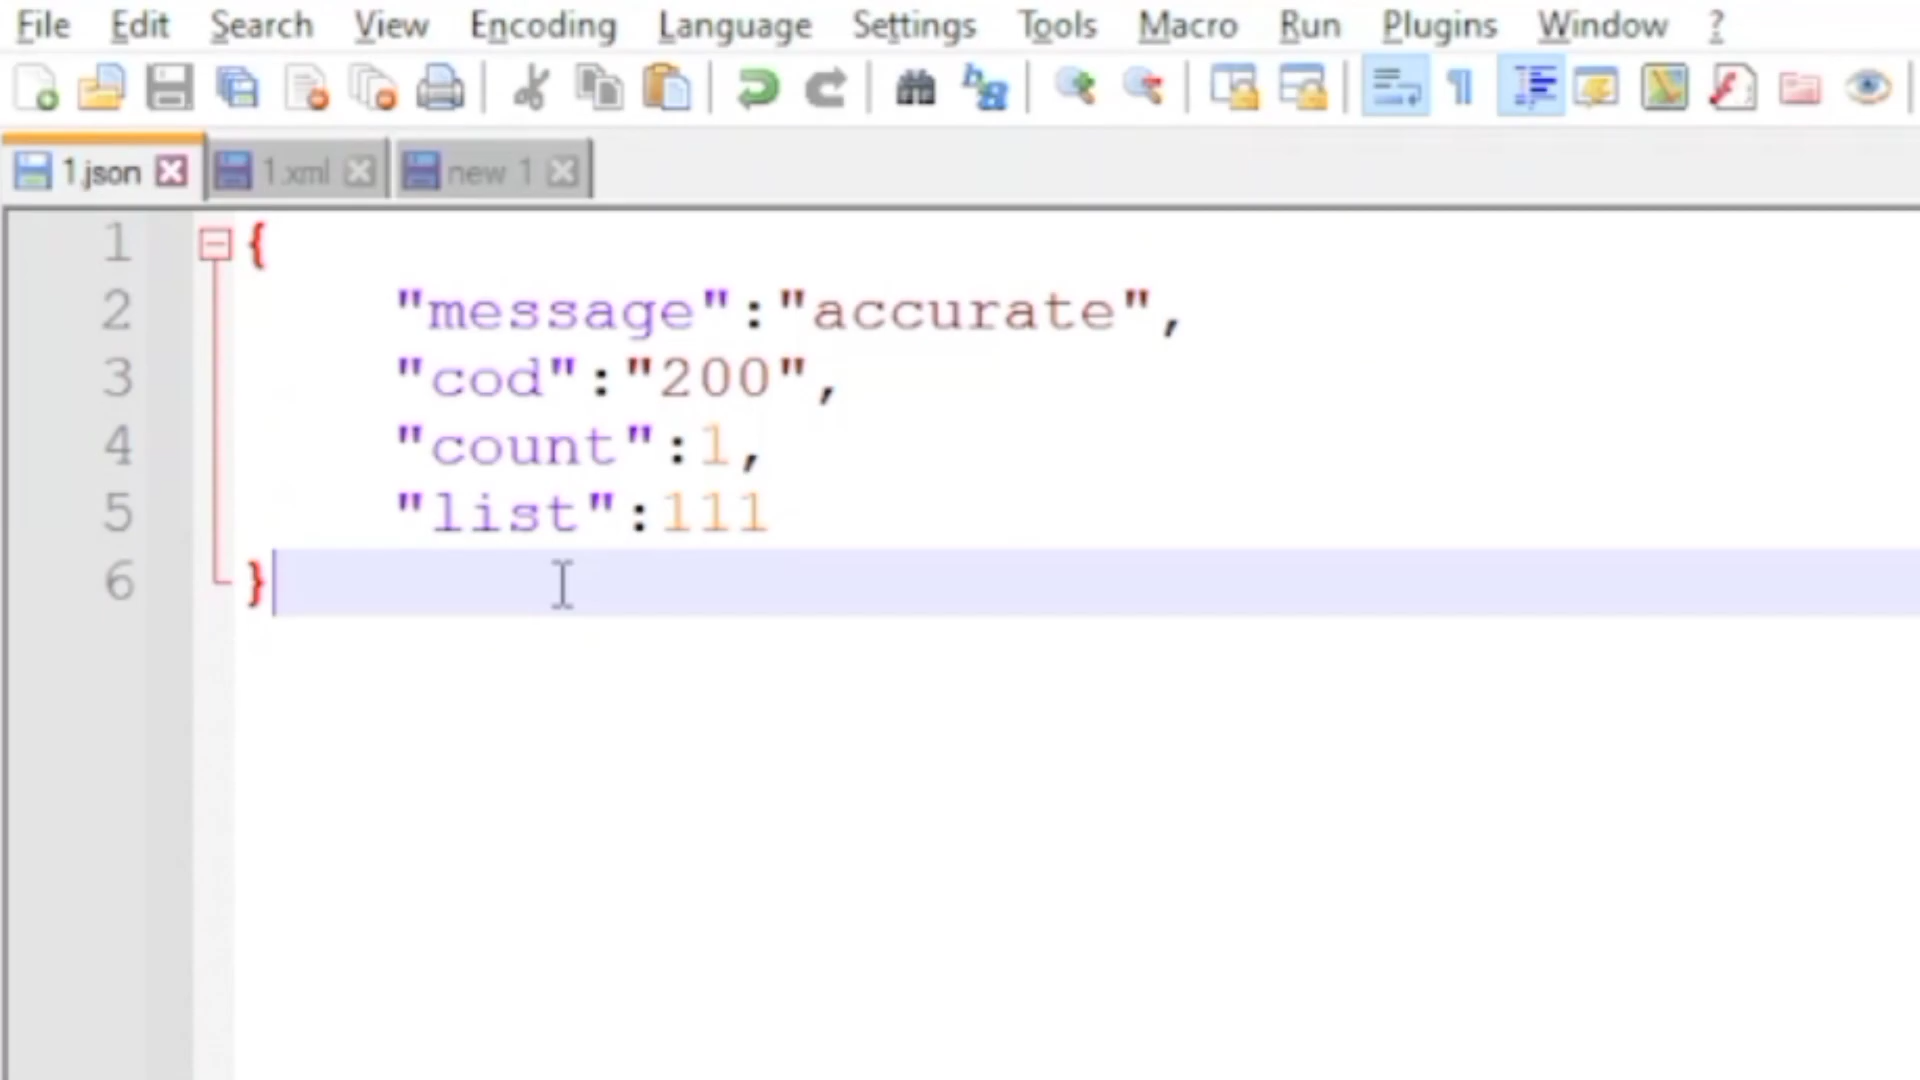 File Edit Search View Encoding Language Settings Tools Macro Run Plugins Window ?
1.json 1.xml new 1
1 {
2 "message":"accurate",
3 "cod":"200",
4 "count":1,
5 "list":111
6 }